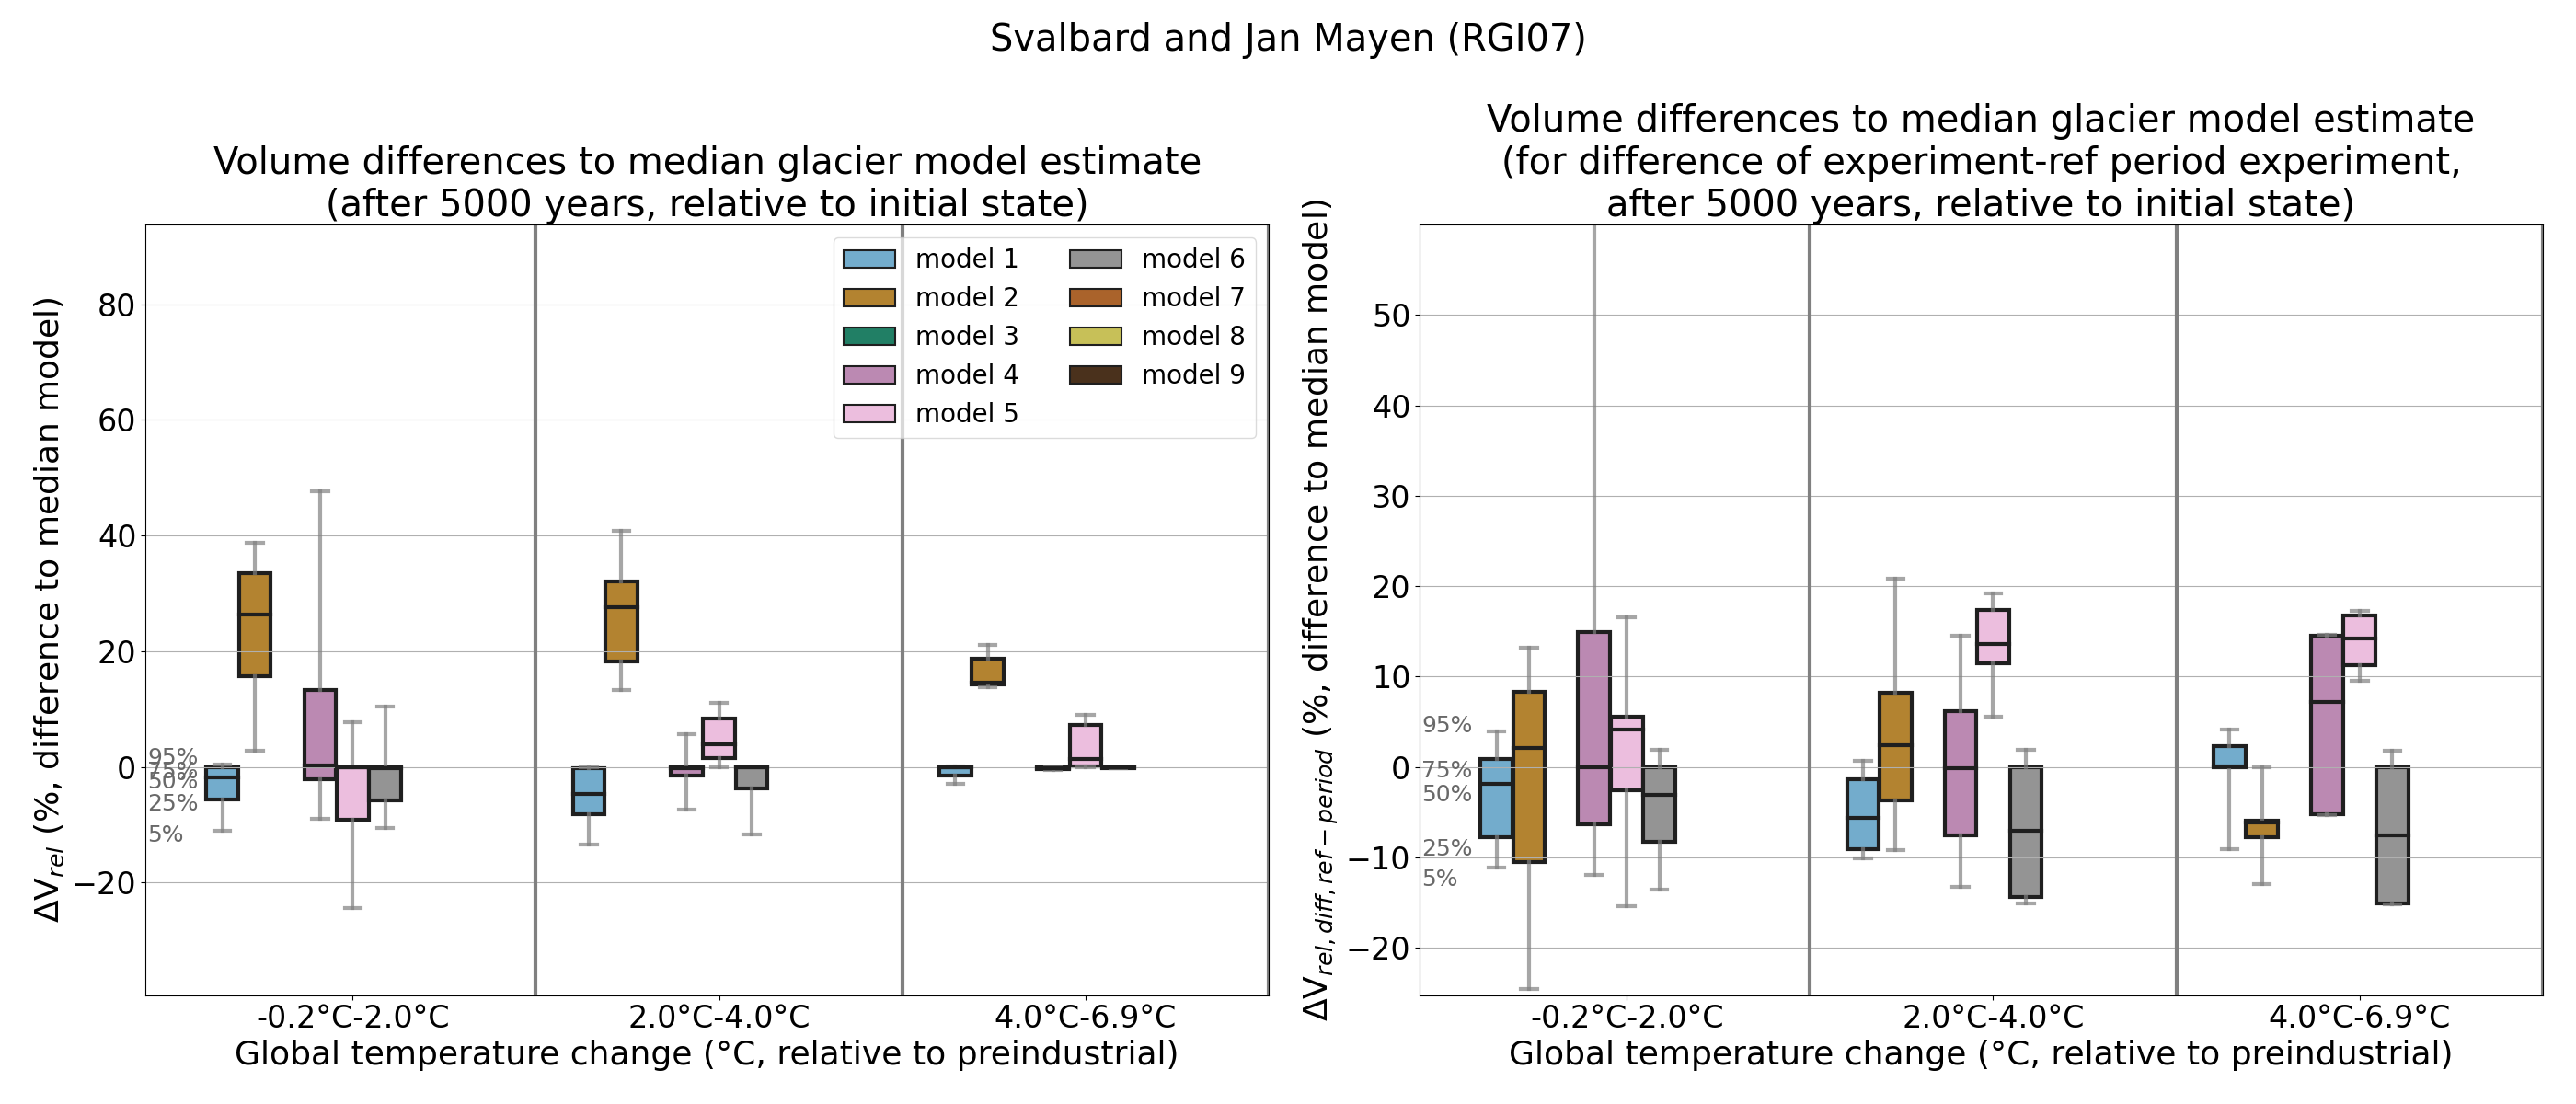 Svalbard and Jan Mayen (RGI07)
Volume differences to median glacier model estimate
(after 5000 years, relative to initial state)
ΔV_rel (%, difference to median model)
80
60
40
20
0
−20
95%
75%
50%
25%
5%
model 1
model 2
model 3
model 4
model 5
model 6
model 7
model 8
model 9
-0.2°C-2.0°C
2.0°C-4.0°C
4.0°C-6.9°C
Global temperature change (°C, relative to preindustrial)
Volume differences to median glacier model estimate
(for difference of experiment-ref period experiment,
after 5000 years, relative to initial state)
ΔV_rel, diff, ref−period (%, difference to median model)
50
40
30
20
10
0
−10
−20
95%
75%
50%
25%
5%
-0.2°C-2.0°C
2.0°C-4.0°C
4.0°C-6.9°C
Global temperature change (°C, relative to preindustrial)